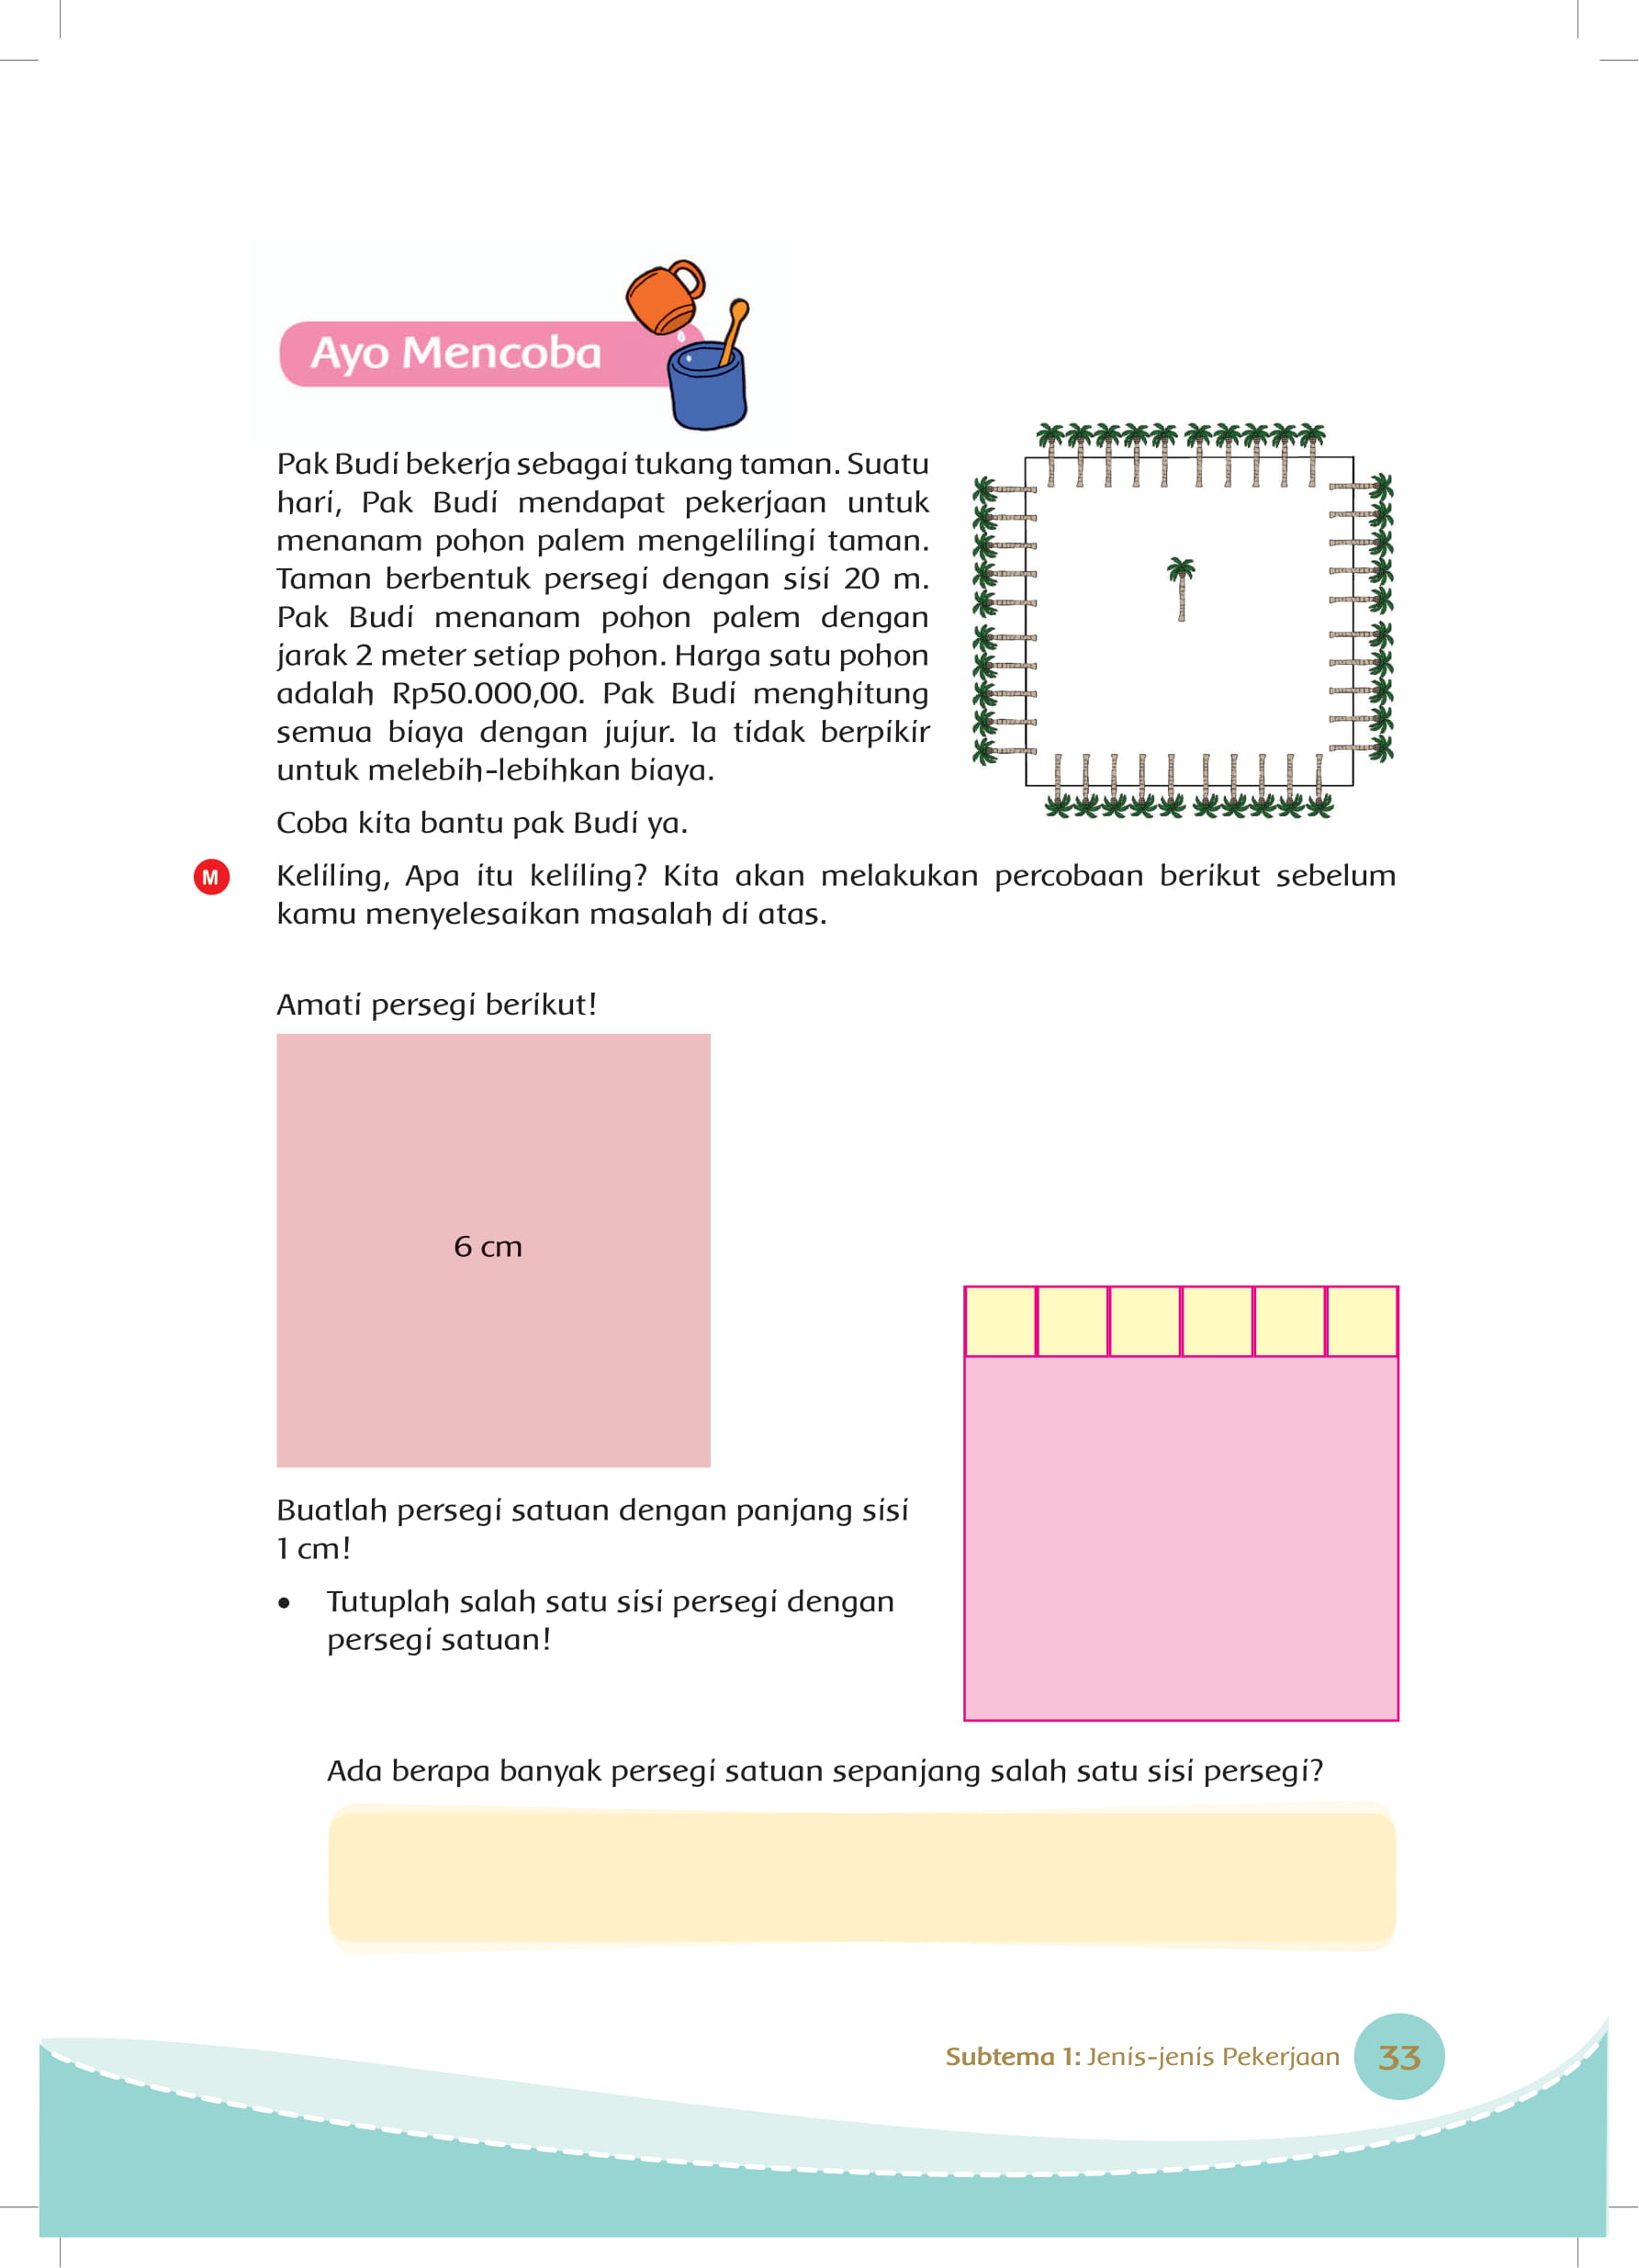 Ayo Mencoba
Pak Budi bekerja sebagai tukang taman. Suatu
hari, Pak Budi mendapat pekerjaan untuk
menanam pohon palem mengelilingi taman.
Taman berbentuk persegi dengan sisi 20 m.
Pak Budi menanam pohon palem dengan
jarak 2 meter setiap pohon. Harga satu pohon
adalah Rp50.000,00. Pak Budi menghitung
semua biaya dengan jujur. Ia tidak berpikir
untuk melebih-lebihkan biaya.
Coba kita bantu pak Budi ya.
M
Keliling, Apa itu keliling? Kita akan melakukan percobaan berikut sebelum
kamu menyelesaikan masalah di atas.
Amati persegi berikut!
6 cm
Buatlah persegi satuan dengan panjang sisi
1 cm!
• Tutuplah salah satu sisi persegi dengan
persegi satuan!
Ada berapa banyak persegi satuan sepanjang salah satu sisi persegi?
Subtema 1: Jenis-jenis Pekerjaan 33